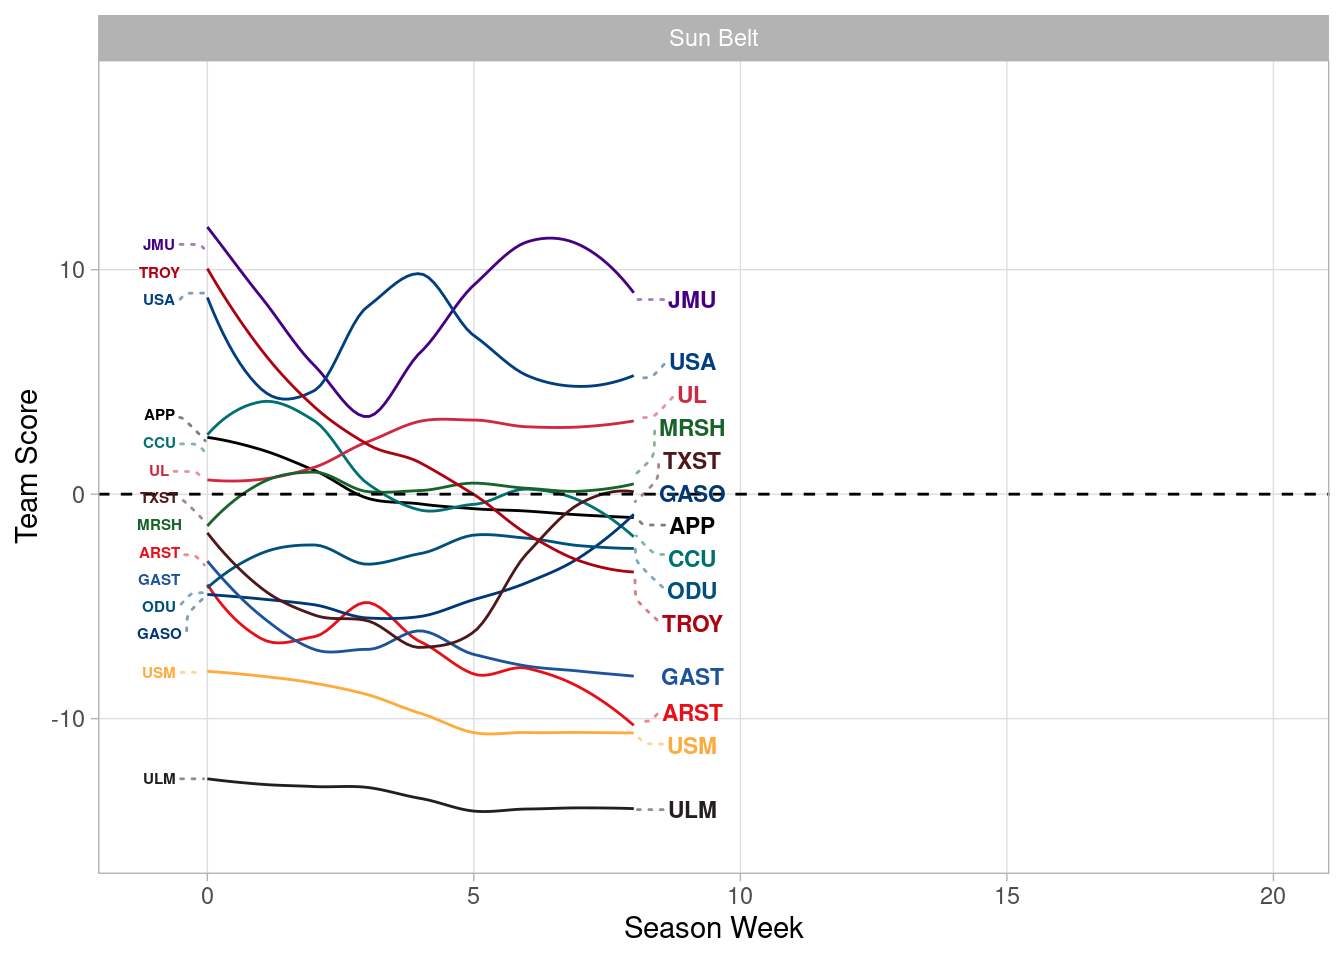 Sun Belt
Team Score
10
0
-10
JMU
TROY
USA
APP
CCU
UL
TXST
MRSH
ARST
GAST
ODU
GASO
USM
ULM
JMU
USA
UL
MRSH
TXST
GASO
APP
CCU
ODU
TROY
GAST
ARST
USM
ULM
0 5 10 15 20
Season Week